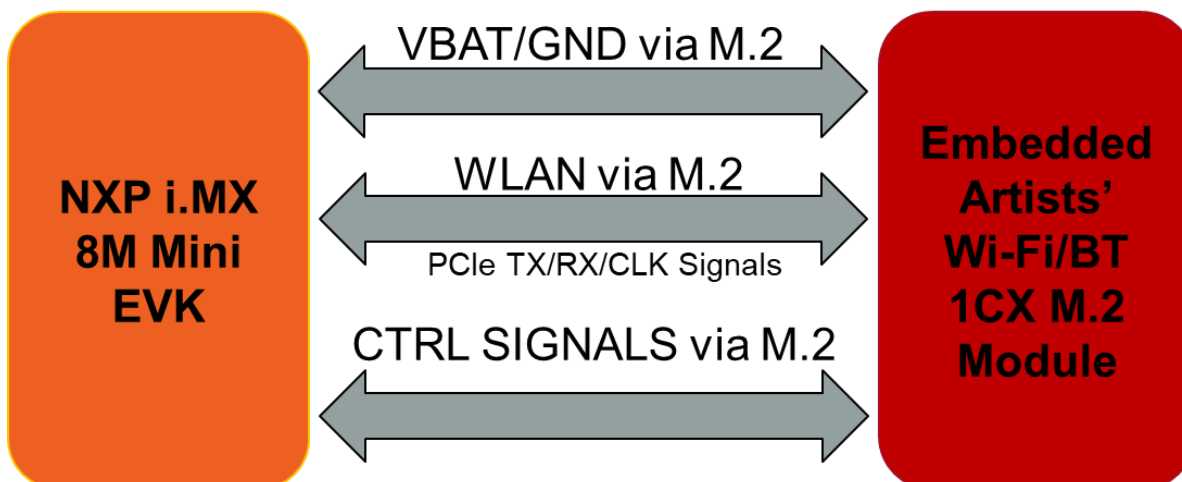 VBAT/GND via M.2
WLAN via M.2
PCIe TX/RX/CLK Signals
CTRL SIGNALS via M.2
NXP i.MX
8M Mini
EVK
Embedded
Artists’
Wi-Fi/BT
1CX M.2
Module